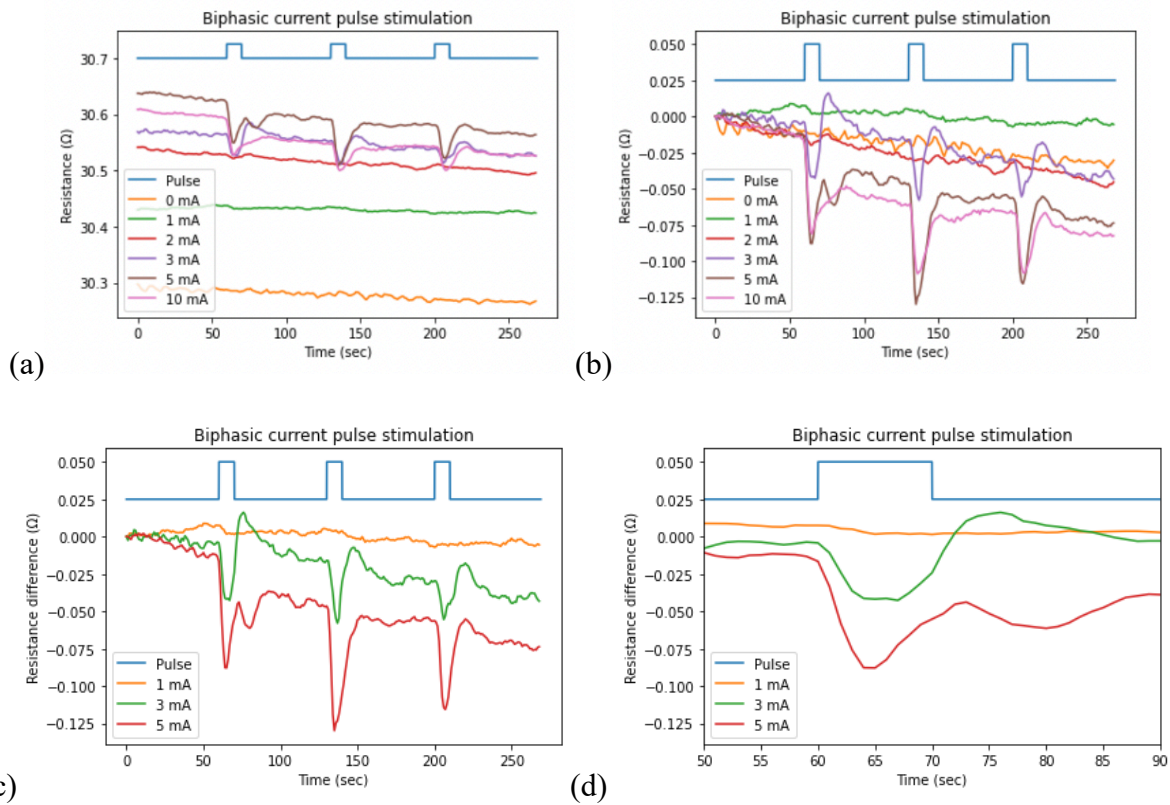 Biphasic current pulse stimulation
Resistance (Ω)
30.7
30.6
30.5
30.4
30.3
Pulse
0 mA
1 mA
2 mA
3 mA
5 mA
10 mA
0 50 100 150 200 250
Time (sec)
(a)
Biphasic current pulse stimulation
Resistance (Ω)
0.050
0.025
0.000
−0.025
−0.050
−0.075
−0.100
−0.125
Pulse
0 mA
1 mA
2 mA
3 mA
5 mA
10 mA
0 50 100 150 200 250
Time (sec)
(b)
Biphasic current pulse stimulation
Resistance difference (Ω)
0.050
0.025
0.000
−0.025
−0.050
−0.075
−0.100
−0.125
Pulse
1 mA
3 mA
5 mA
0 50 100 150 200 250
Time (sec)
c)
Biphasic current pulse stimulation
Resistance difference (Ω)
0.050
0.025
0.000
−0.025
−0.050
−0.075
−0.100
−0.125
Pulse
1 mA
3 mA
5 mA
50 55 60 65 70 75 80 85 90
Time (sec)
(d)